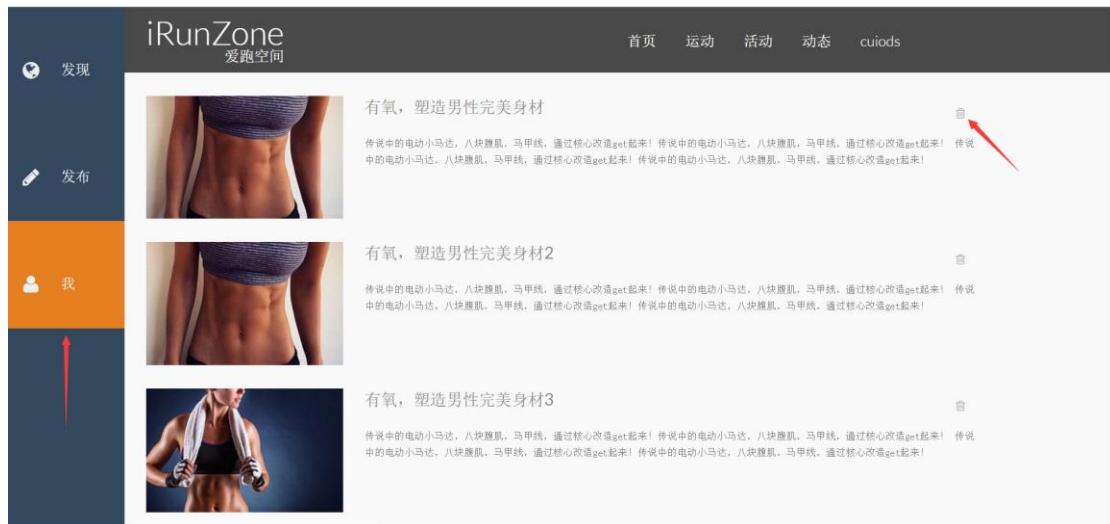 iRunZone
爱跑空间
首页 运动 活动 动态 cuiods
发现
发布
我
有氧，塑造男性完美身材
传说中的电动小马达，八块腹肌，马甲线，通过核心改造get起来！传说中的电动小马达，八块腹肌，马甲线，通过核心改造get起来！ 传说
中的电动小马达，八块腹肌，马甲线，通过核心改造get起来！传说中的电动小马达，八块腹肌，马甲线，通过核心改造get起来！
有氧，塑造男性完美身材2
传说中的电动小马达，八块腹肌，马甲线，通过核心改造get起来！传说中的电动小马达，八块腹肌，马甲线，通过核心改造get起来！ 传说
中的电动小马达，八块腹肌，马甲线，通过核心改造get起来！传说中的电动小马达，八块腹肌，马甲线，通过核心改造get起来！
有氧，塑造男性完美身材3
传说中的电动小马达，八块腹肌，马甲线，通过核心改造get起来！传说中的电动小马达，八块腹肌，马甲线，通过核心改造get起来！ 传说
中的电动小马达，八块腹肌，马甲线，通过核心改造get起来！传说中的电动小马达，八块腹肌，马甲线，通过核心改造get起来！